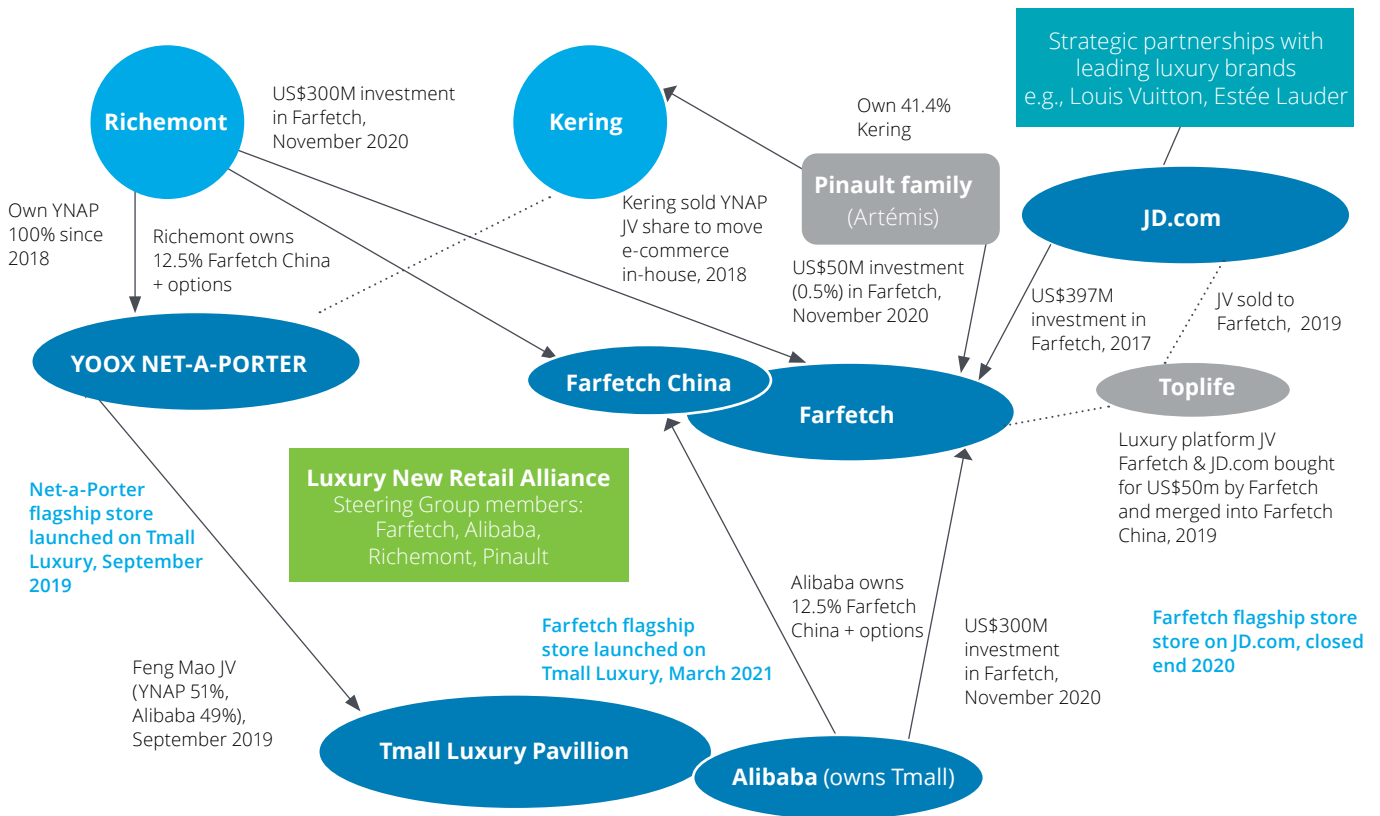 Richemont
US$300M investment
in Farfetch,
November 2020
Kering
Own 41.4%
Kering
Strategic partnerships with
leading luxury brands
e.g., Louis Vuitton, Estée Lauder
Pinault family
(Artémis)
JD.com
Own YNAP
100% since
2018
Richemont owns
12.5% Farfetch China
+ options
Kering sold YNAP
JV share to move
e-commerce
in-house, 2018
US$50M investment
(0.5%) in Farfetch,
November 2020
US$397M
investment in
Farfetch, 2017
JV sold to
Farfetch, 2019
YOOX NET-A-PORTER
Farfetch China
Farfetch
Toplife
Luxury platform JV
Farfetch & JD.com bought
for US$50m by Farfetch
and merged into Farfetch
China, 2019
Net-a-Porter
flagship store
launched on Tmall
Luxury, September
2019
Luxury New Retail Alliance
Steering Group members:
Farfetch, Alibaba,
Richemont, Pinault
Alibaba owns
12.5% Farfetch
China + options
Farfetch flagship
store launched on
Tmall Luxury, March 2021
US$300M
investment
in Farfetch,
November 2020
Farfetch flagship store
store on JD.com, closed
end 2020
Feng Mao JV
(YNAP 51%,
Alibaba 49%),
September 2019
Tmall Luxury Pavillion
Alibaba (owns Tmall)